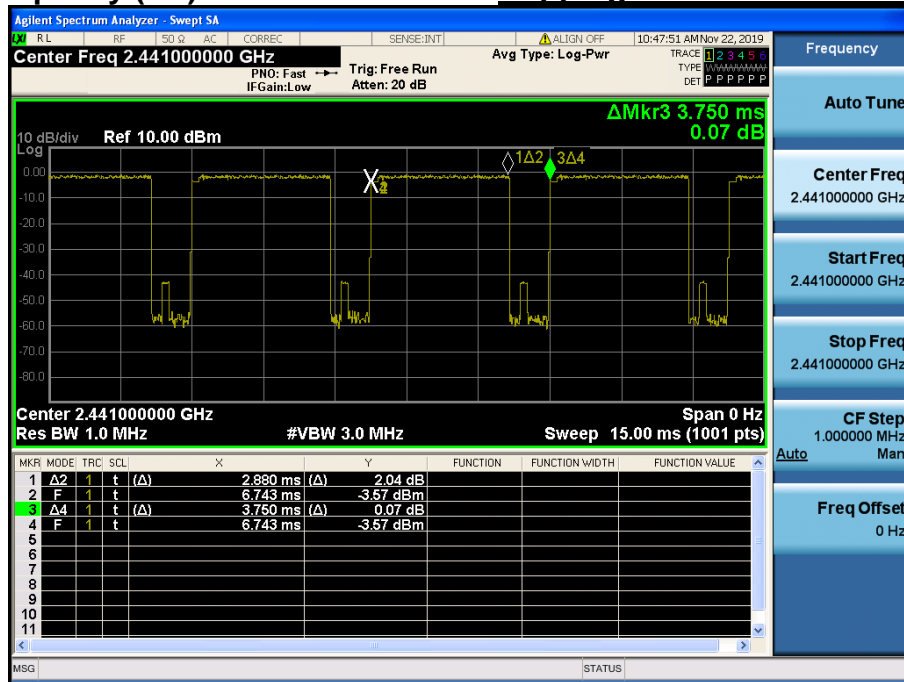 Agilent Spectrum Analyzer - Swept SA
LXI RL RF 50 Ω AC CORREC SENSE:INT ALIGN OFF 10:47:51 AM Nov 22, 2019
Center Freq 2.441000000 GHz
PNO: Fast
IFGain:Low
Trig: Free Run
Atten: 20 dB
Avg Type: Log-Pwr
TRACE 1 2 3 4 5 6
TYPE WWWWWW
DET P P P P P P
ΔMkr3 3.750 ms
0.07 dB
10 dB/div Ref 10.00 dBm
Log
1Δ2 3Δ4
0.00
-10.0
-20.0
-30.0
-40.0
-50.0
-60.0
-70.0
-80.0
Center 2.441000000 GHz Span 0 Hz
Res BW 1.0 MHz #VBW 3.0 MHz Sweep 15.00 ms (1001 pts)
MKR MODE TRC SCL X Y FUNCTION FUNCTION WIDTH FUNCTION VALUE
1 Δ2 1 t (Δ) 2.880 ms (Δ) 2.04 dB
2 F 1 t 6.743 ms -3.57 dBm
3 Δ4 1 t (Δ) 3.750 ms (Δ) 0.07 dB
4 F 1 t 6.743 ms -3.57 dBm
5
6
7
8
9
10
11
MSG STATUS
Frequency
Auto Tune
Center Freq
2.441000000 GHz
Start Freq
2.441000000 GHz
Stop Freq
2.441000000 GHz
CF Step
1.000000 MHz
Auto Man
Freq Offset
0 Hz